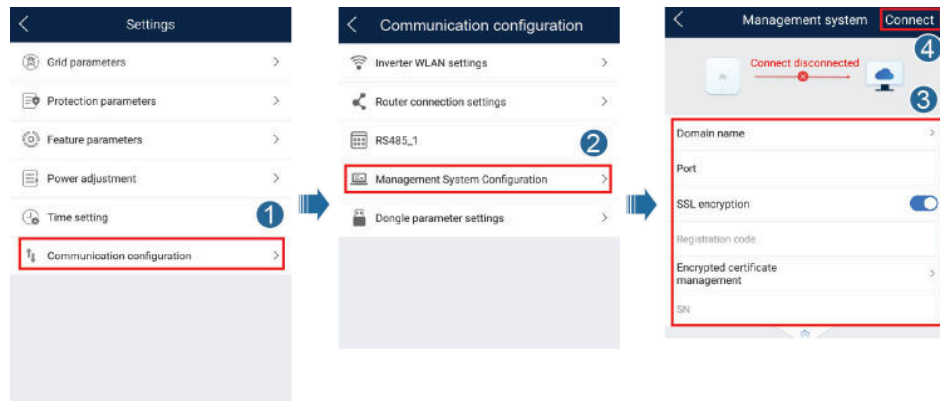 Settings
Grid parameters
Protection parameters
Feature parameters
Power adjustment
Time setting
1
Communication configuration
Communication configuration
Inverter WLAN settings
Router connection settings
RS485_1
2
Management System Configuration
Dongle parameter settings
Management system Connect
4
Connect disconnected
3
Domain name
Port
SSL encryption
Registration code
Encrypted certificate
management
SN